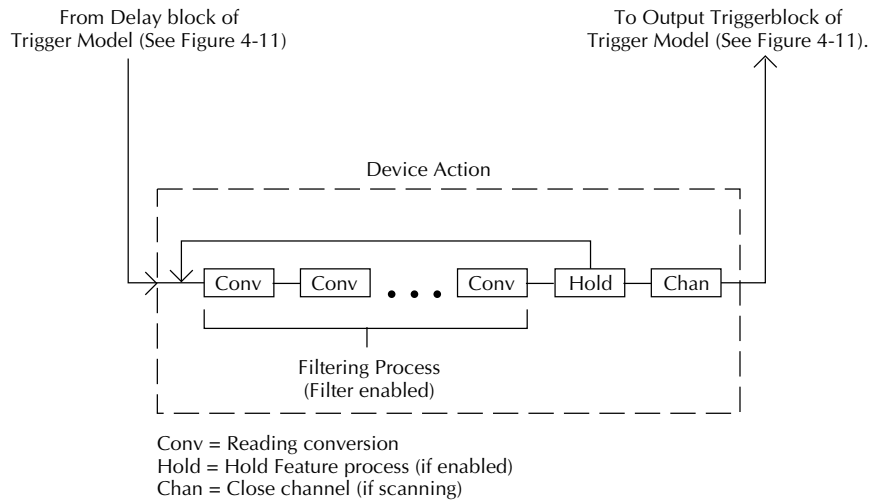 From Delay block of
Trigger Model (See Figure 4-11)
To Output Triggerblock of
Trigger Model (See Figure 4-11).
Device Action
Conv
Conv
Conv
Hold
Chan
Filtering Process
(Filter enabled)
Conv = Reading conversion
Hold = Hold Feature process (if enabled)
Chan = Close channel (if scanning)